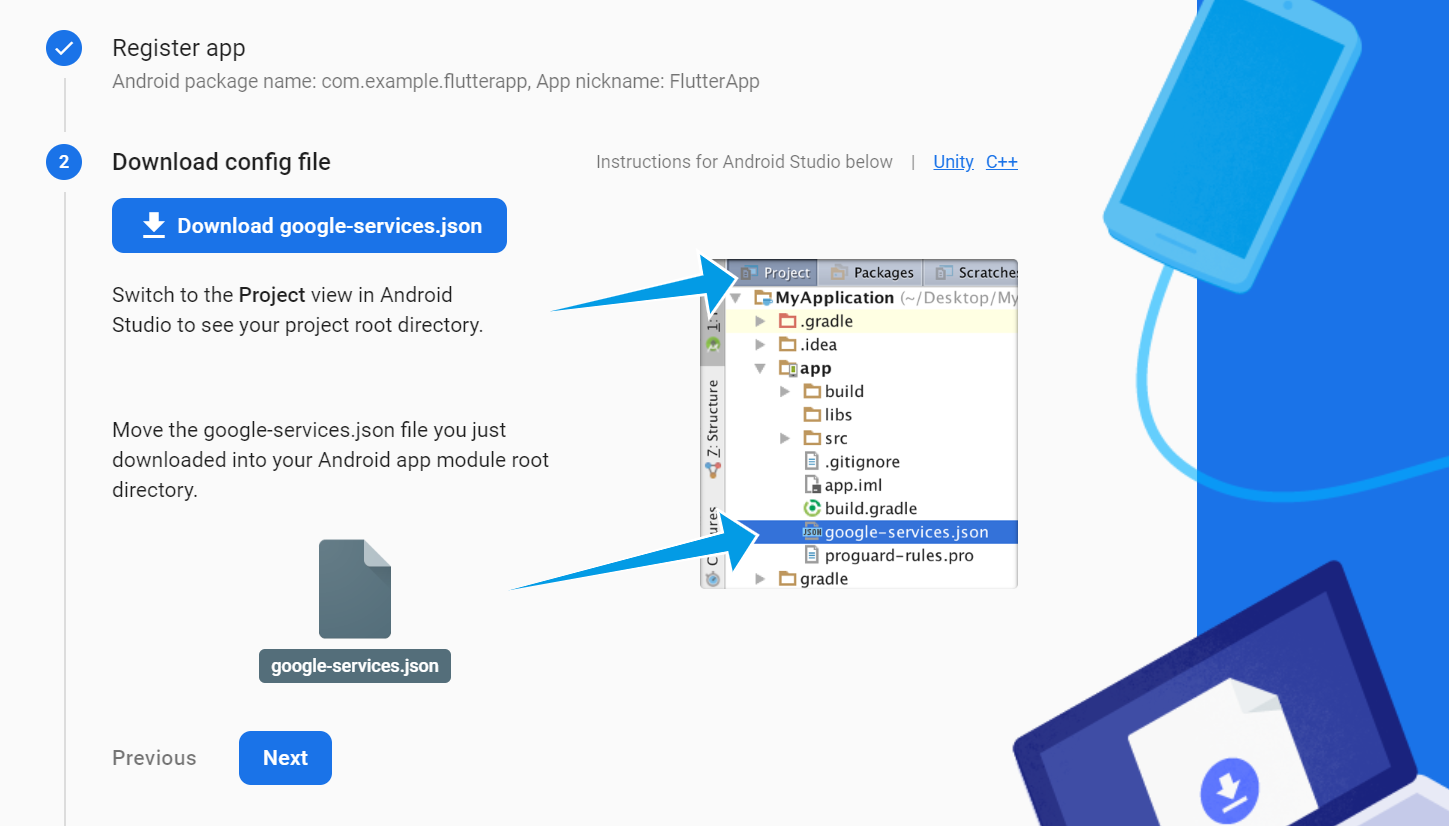 Register app
Android package name: com.example.flutterapp, App nickname: FlutterApp
2
Download config file
Instructions for Android Studio below | Unity C++
Download google-services.json
Switch to the Project view in Android
Studio to see your project root directory.
Move the google-services.json file you just
downloaded into your Android app module root
directory.
google-services.json
Previous
Next
Project Packages Scratches
MyApplication (~/Desktop/My
.gradle
.idea
app
build
libs
src
.gitignore
app.iml
build.gradle
JSON google-services.json
proguard-rules.pro
gradle
Z: Structure